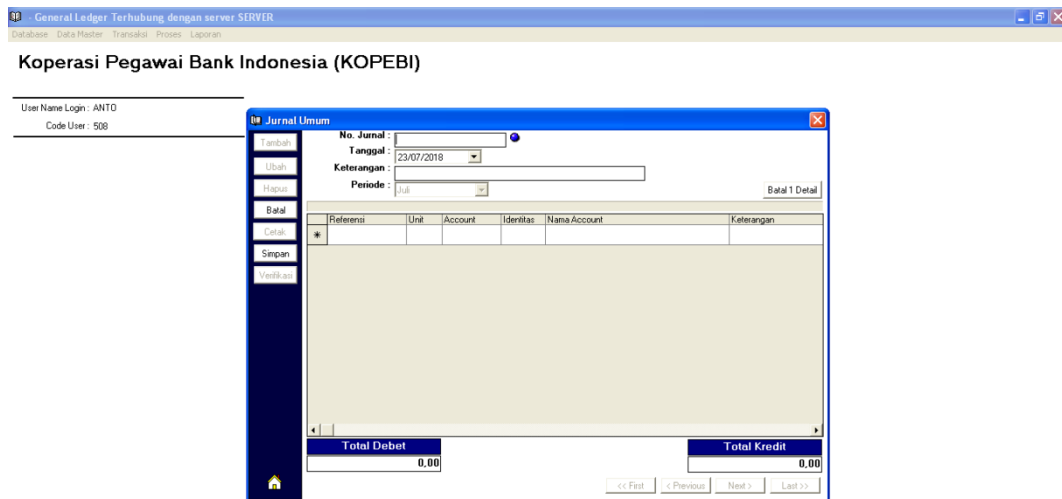 - General Ledger Terhubung dengan server SERVER
Database Data Master Transaksi Proses Laporan
Koperasi Pegawai Bank Indonesia (KOPEBI)
User Name Login : ANTO
Code User : 508
Jurnal Umum
Tambah
Ubah
Hapus
Batal
Cetak
Simpan
Verifikasi
No. Jurnal :
Tanggal : 23/07/2018
Keterangan :
Periode : Juli
Batal 1 Detail
Referensi Unit Account Identitas Nama Account Keterangan
Total Debet Total Kredit
0,00 0,00
<< First < Previous Next > Last >>